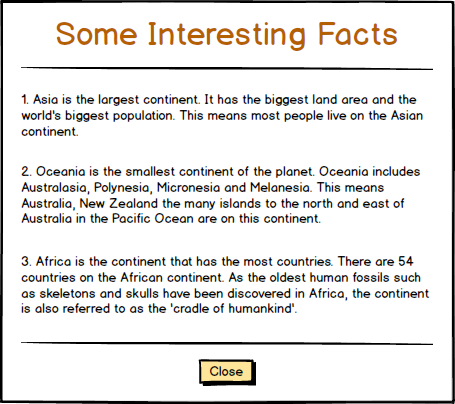 Some Interesting Facts
1. Asia is the largest continent. It has the biggest land area and the
world's biggest population. This means most people live on the Asian
continent.
2. Oceania is the smallest continent of the planet. Oceania includes
Australasia, Polynesia, Micronesia and Melanesia. This means
Australia, New Zealand the many islands to the north and east of
Australia in the Pacific Ocean are on this continent.
3. Africa is the continent that has the most countries. There are 54
countries on the African continent. As the oldest human fossils such
as skeletons and skulls have been discovered in Africa, the continent
is also referred to as the 'cradle of humankind'.
Close